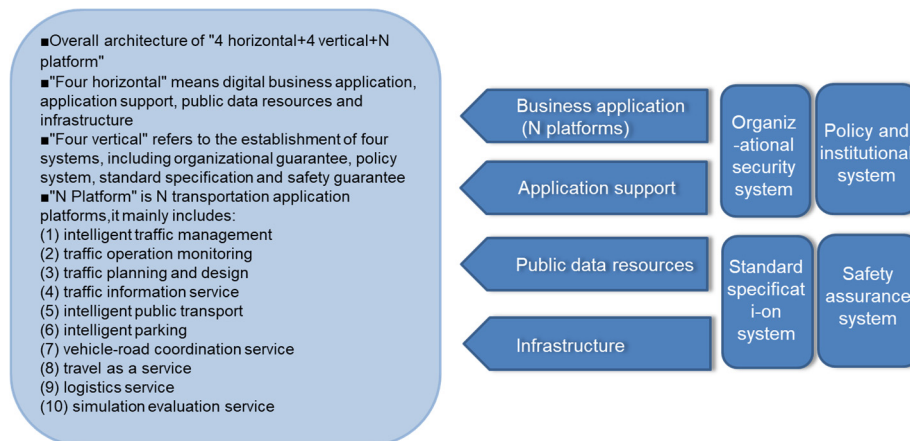 ■Overall architecture of "4 horizontal+4 vertical+N
platform"
■"Four horizontal" means digital business application,
application support, public data resources and
infrastructure
■"Four vertical" refers to the establishment of four
systems, including organizational guarantee, policy
system, standard specification and safety guarantee
■"N Platform" is N transportation application
platforms,it mainly includes:
(1) intelligent traffic management
(2) traffic operation monitoring
(3) traffic planning and design
(4) traffic information service
(5) intelligent public transport
(6) intelligent parking
(7) vehicle-road coordination service
(8) travel as a service
(9) logistics service
(10) simulation evaluation service
Business application
(N platforms)
Application support
Public data resources
Infrastructure
Organiz
-ational
security
system
Policy and
institutional
system
Standard
specificat
i-on
system
Safety
assurance
system